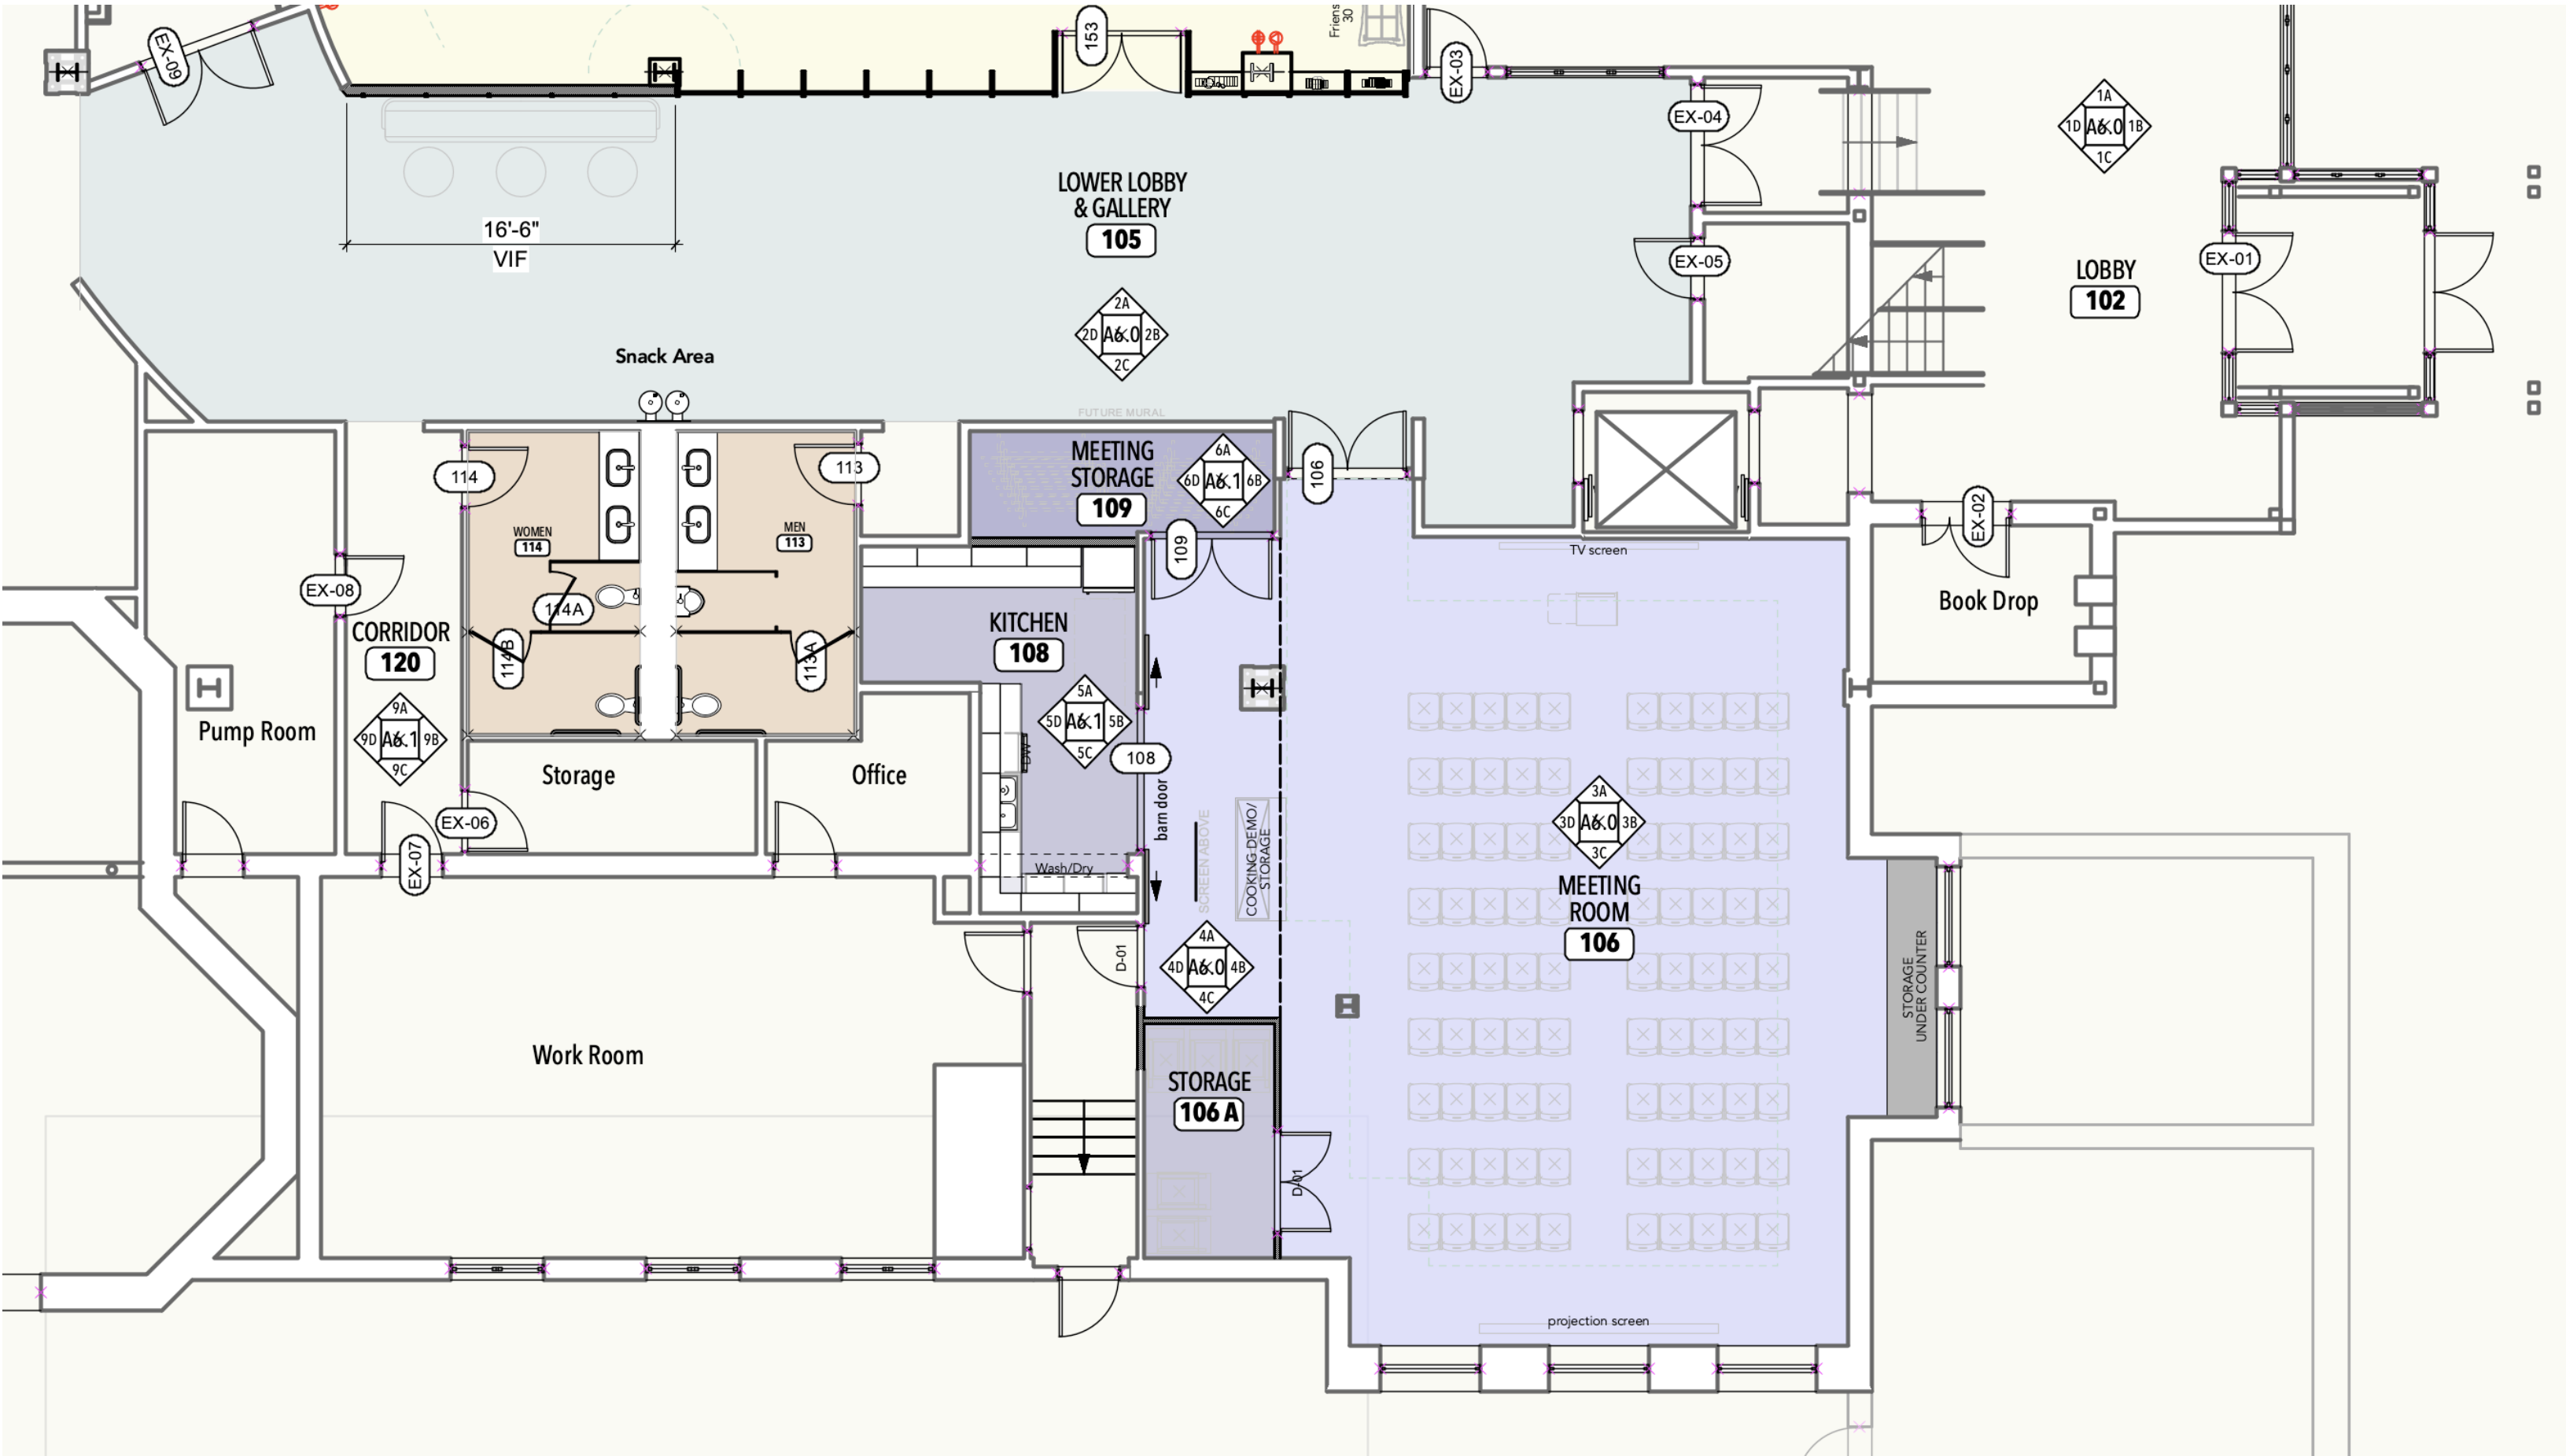 EX-09
153
Friens
30
EX-03
EX-04
1A
1D A6.0 1B
1C
LOWER LOBBY
& GALLERY
105
16'-6"
VIF
EX-05
EX-01
LOBBY
102
2A
2D A6.0 2B
2C
Snack Area
FUTURE MURAL
114
113
MEETING
STORAGE
109
6A
6D A6.1 6B
6C
106
EX-02
WOMEN
114
MEN
113
109
TV screen
EX-08
114A
Book Drop
CORRIDOR
120
114B
113A
KITCHEN
108
9A
9D A6.1 9B
9C
Pump Room
5A
5D A6.1 5B
5C
DW
108
Storage
Office
barn door
EX-06
EX-07
SCREEN ABOVE
COOKING DEMO/
STORAGE
3A
3D A6.0 3B
3C
Wash/Dry
MEETING
ROOM
106
D-01
4A
4D A6.0 4B
4C
STORAGE
UNDER COUNTER
Work Room
STORAGE
106 A
D-01
projection screen